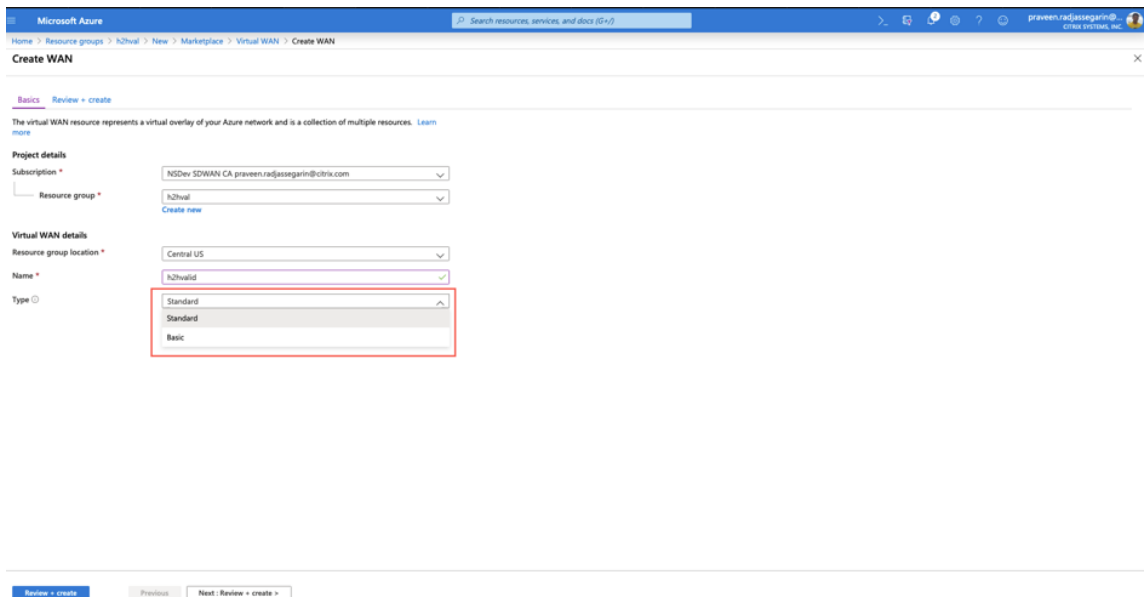 Microsoft Azure
Search resources, services, and docs (G+/)
2
praveen.radjassegarin@...
CITRIX SYSTEMS, INC.
Home > Resource groups > h2hval > New > Marketplace > Virtual WAN > Create WAN
Create WAN
Basics Review + create
The virtual WAN resource represents a virtual overlay of your Azure network and is a collection of multiple resources. Learn
more
Project details
Subscription *
NSDev SDWAN CA praveen.radjassegarin@citrix.com
Resource group *
h2hval
Create new
Virtual WAN details
Resource group location *
Central US
Name *
h2hvalid
Type
Standard
Standard
Basic
Review + create
Previous
Next : Review + create >